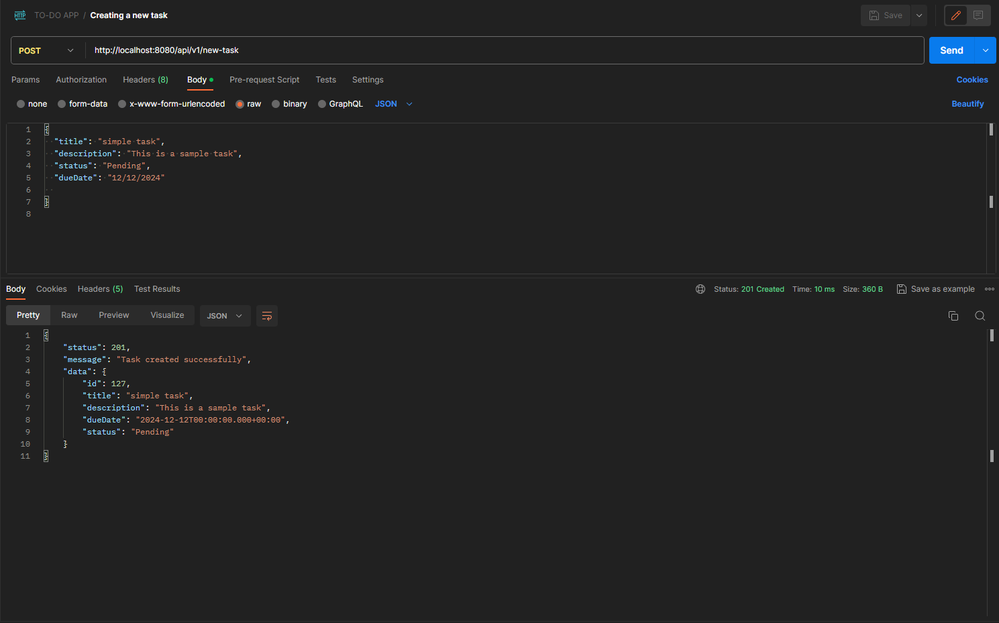 HTTP TO-DO APP / Creating a new task Save
POST http://localhost:8080/api/v1/new-task Send
Params Authorization Headers (8) Body Pre-request Script Tests Settings Cookies
none form-data x-www-form-urlencoded raw binary GraphQL JSON Beautify
1 {
2 "title": "simple task",
3 "description": "This is a sample task",
4 "status": "Pending",
5 "dueDate": "12/12/2024"
6
7 }
8
Body Cookies Headers (5) Test Results Status: 201 Created Time: 10 ms Size: 360 B Save as example
Pretty Raw Preview Visualize JSON
1 {
2 "status": 201,
3 "message": "Task created successfully",
4 "data": {
5 "id": 127,
6 "title": "simple task",
7 "description": "This is a sample task",
8 "dueDate": "2024-12-12T00:00:00.000+00:00",
9 "status": "Pending"
10 }
11 }